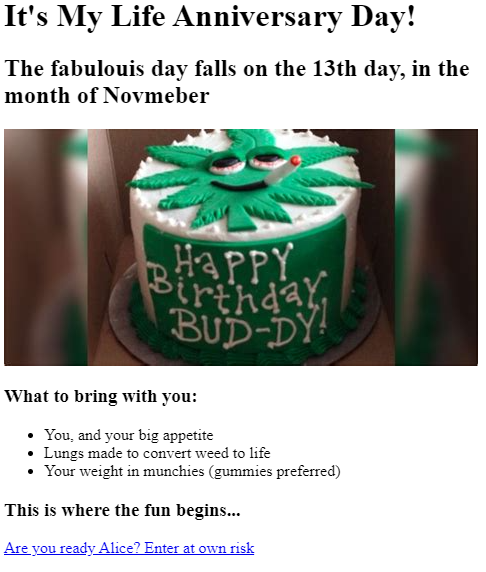 It's My Life Anniversary Day!
The fabulouis day falls on the 13th day, in the
month of Novmeber
HAPPY
Birthday
BUD-DY!
What to bring with you:
You, and your big appetite
Lungs made to convert weed to life
Your weight in munchies (gummies preferred)
This is where the fun begins...
Are you ready Alice? Enter at own risk